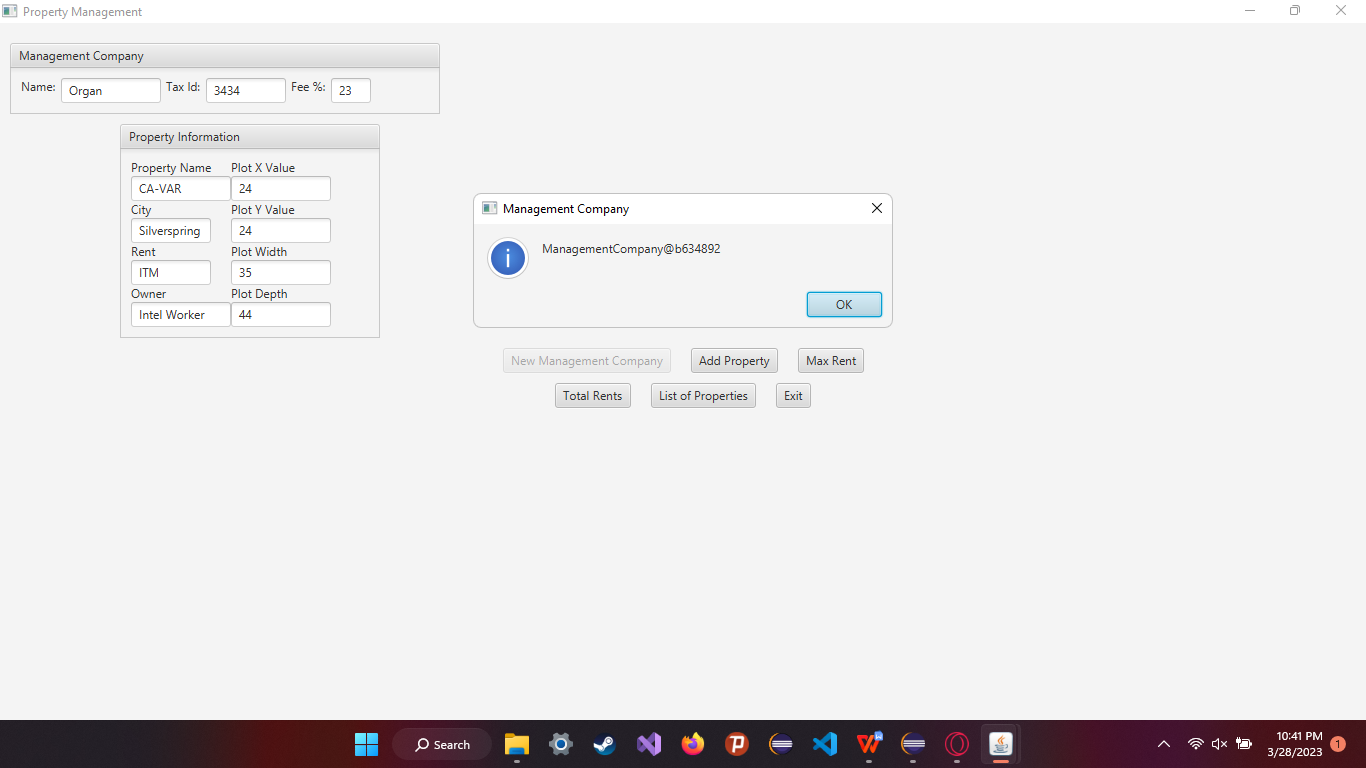 Property Management
Management Company
Name: Organ Tax Id: 3434 Fee %: 23
Property Information
Property Name Plot X Value
CA-VAR 24
City Plot Y Value
Silverspring 24
Rent Plot Width
ITM 35
Owner Plot Depth
Intel Worker 44
Management Company
ManagementCompany@b634892
OK
New Management Company Add Property Max Rent
Total Rents List of Properties Exit
Search
10:41 PM
3/28/2023
1